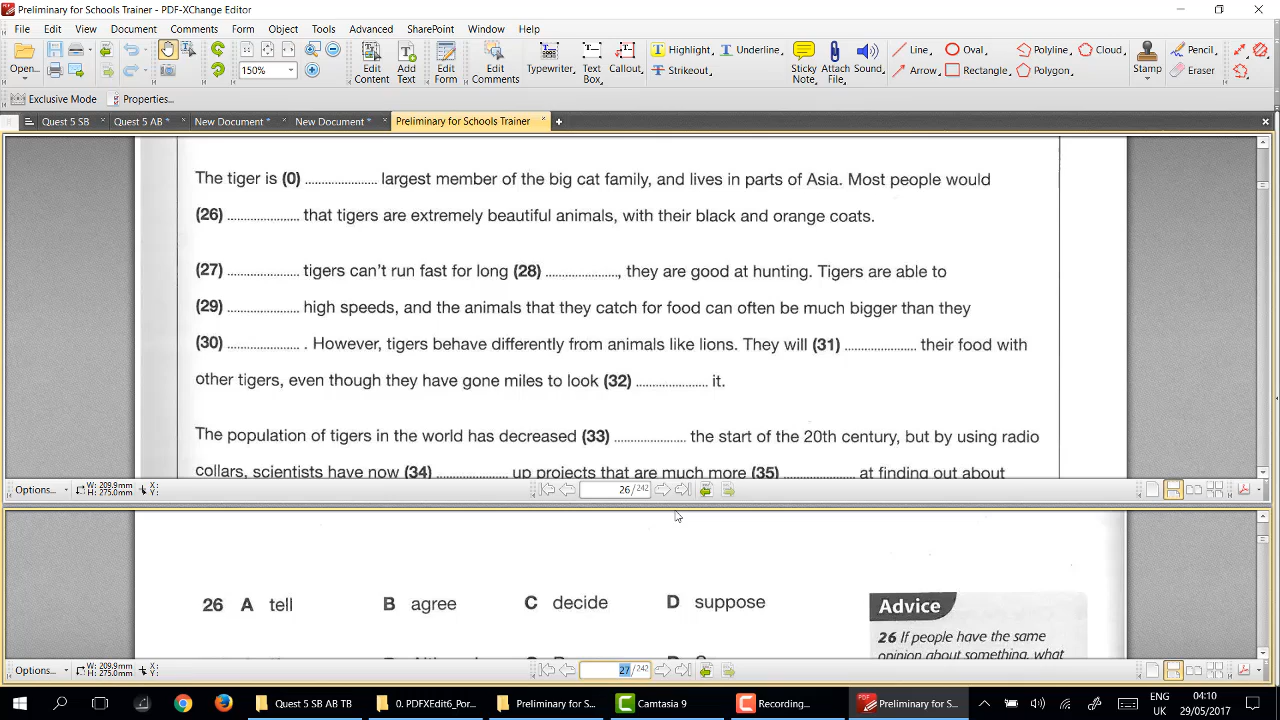 Preliminary for Schools Trainer - PDF-XChange Editor
File Edit View Document Comments Form Object Tools Advanced SharePoint Window Help
Open... 150% Edit Content Add Text Edit Form Edit Comments Typewriter Text Box Callout Highlight Underline Strikeout Sticky Note Attach File Sound Line Oval Polyline Cloud Arrow Rectangle Polygon Stamp Pencil Eraser
Exclusive Mode Properties...
Quest 5 SB Quest 5 AB * New Document * New Document * Preliminary for Schools Trainer
The tiger is (0) ..................... largest member of the big cat family, and lives in parts of Asia. Most people would
(26) ..................... that tigers are extremely beautiful animals, with their black and orange coats.
(27) ..................... tigers can't run fast for long (28) ....................., they are good at hunting. Tigers are able to
(29) ..................... high speeds, and the animals that they catch for food can often be much bigger than they
(30) ..................... . However, tigers behave differently from animals like lions. They will (31) ..................... their food with
other tigers, even though they have gone miles to look (32) ..................... it.
The population of tigers in the world has decreased (33) ..................... the start of the 20th century, but by using radio
collars, scientists have now (34) ..................... up projects that are much more (35) ..................... at finding out about
Options... W: 209.9mm H: 275.0mm X: Y: 26 /242
26 A tell B agree C decide D suppose
Advice
26 If people have the same
opinion about something, what
Options... W: 209.9mm H: 275.0mm X: Y: 27 /242
Quest 5 SB AB TB 0. PDFXEdit6_Por... Preliminary for S... Camtasia 9 Recording... Preliminary for S... ENG UK 04:10 29/05/2017